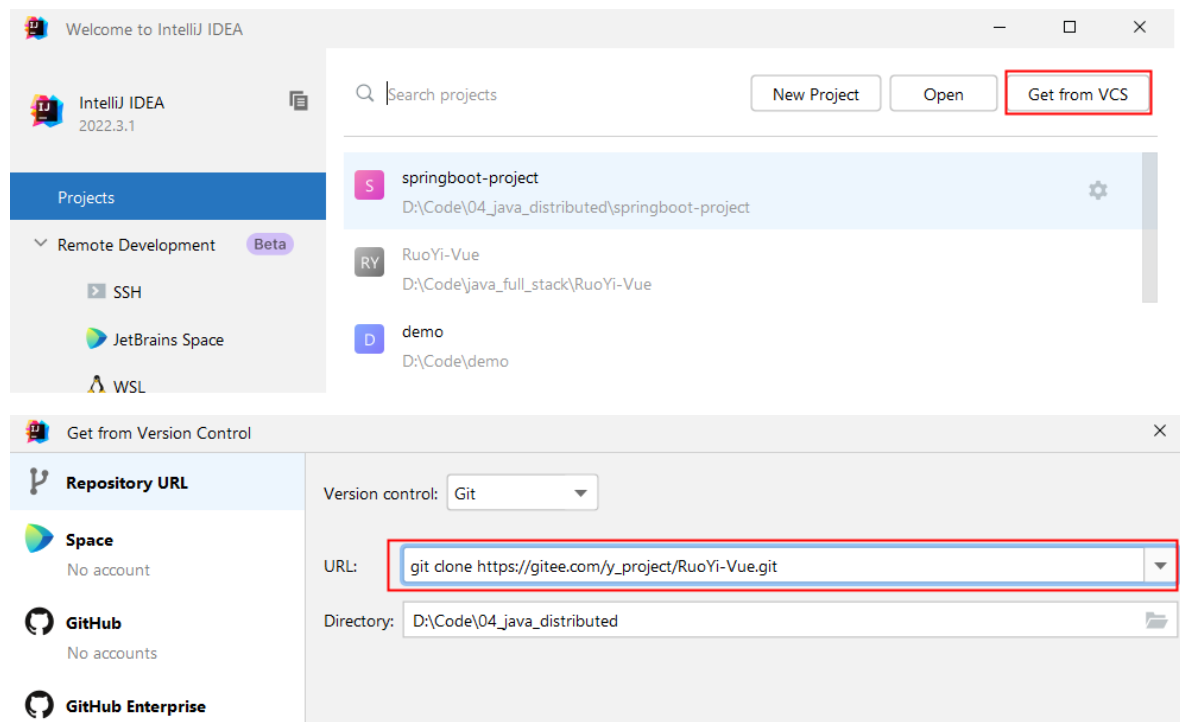 Welcome to IntelliJ IDEA
IntelliJ IDEA
2022.3.1
Search projects
New Project
Open
Get from VCS
Projects
Remote Development Beta
SSH
JetBrains Space
WSL
S
springboot-project
D:\Code\04_java_distributed\springboot-project
RY
RuoYi-Vue
D:\Code\java_full_stack\RuoYi-Vue
D
demo
D:\Code\demo
Get from Version Control
Repository URL
Space
No account
GitHub
No accounts
GitHub Enterprise
Version control: Git
URL: git clone https://gitee.com/y_project/RuoYi-Vue.git
Directory: D:\Code\04_java_distributed